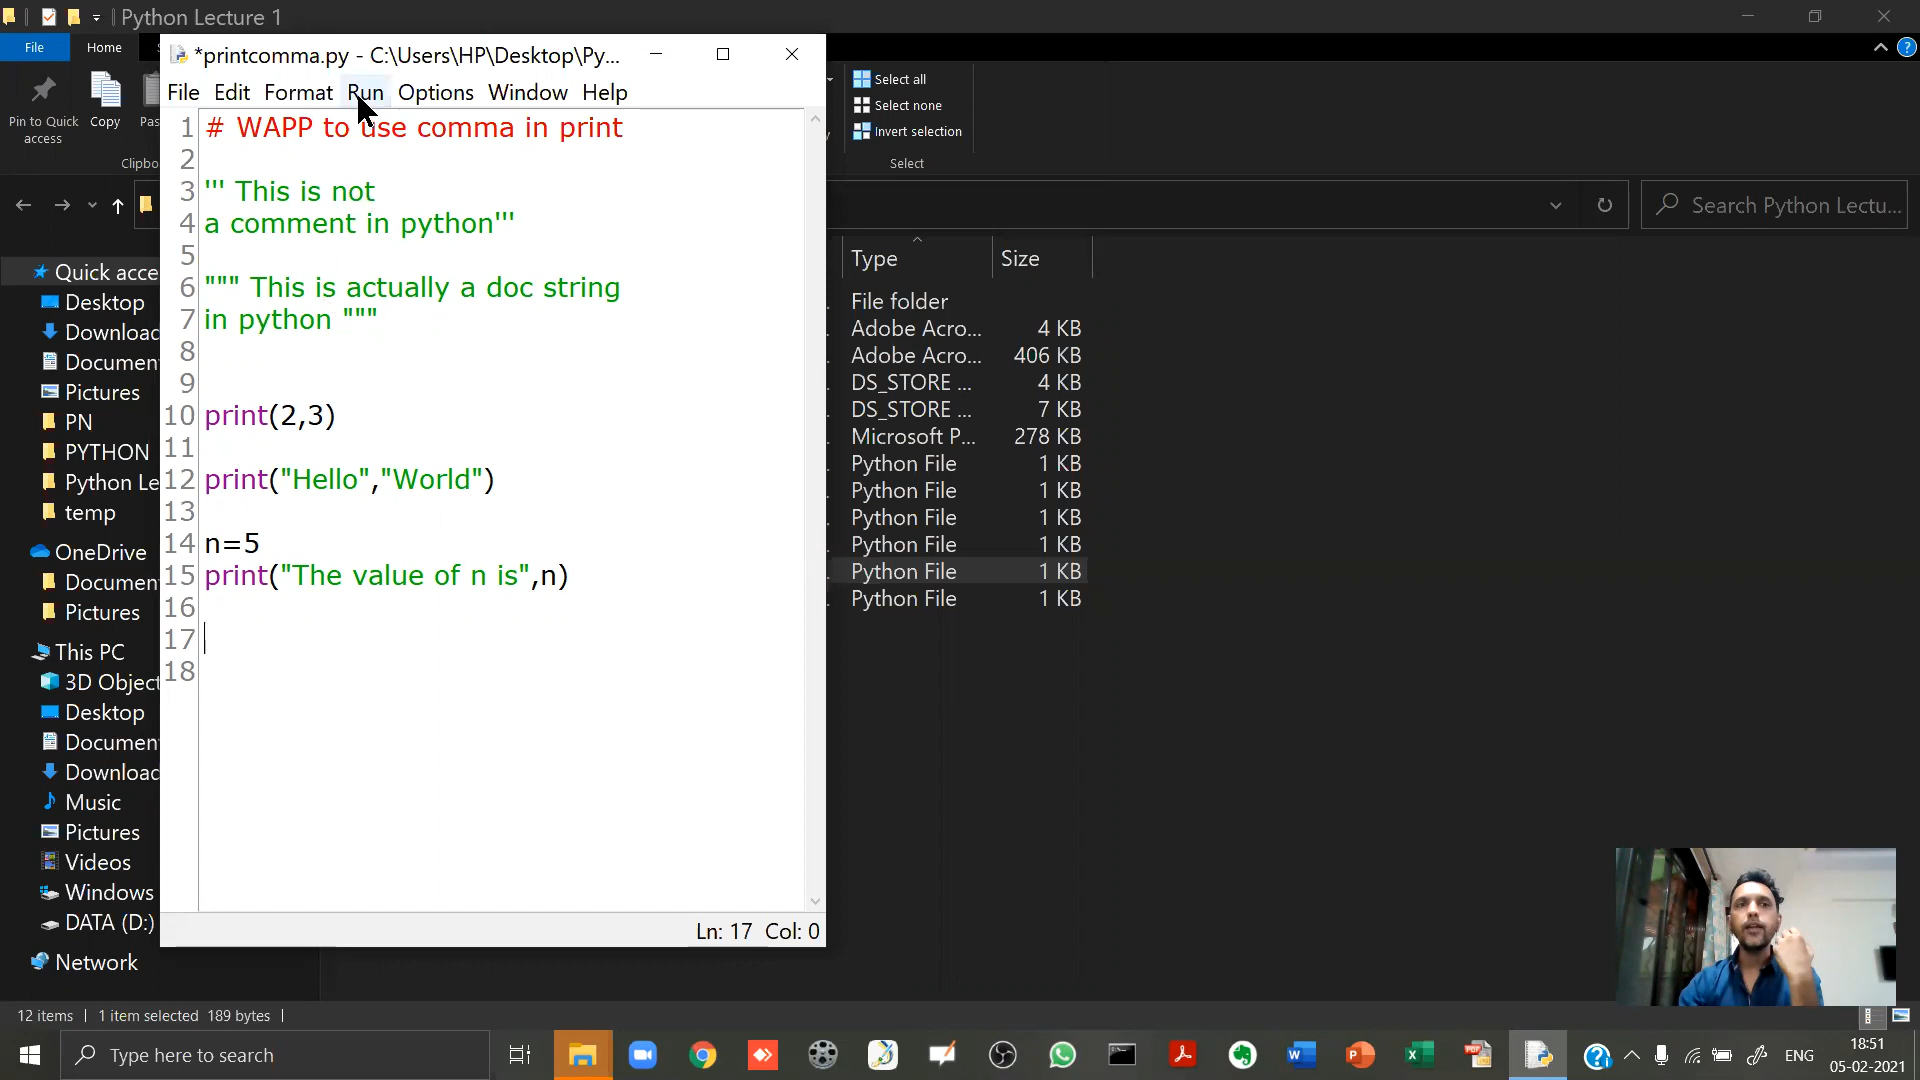 Python Lecture 1
File
Home
Pin to Quick access
Copy
Clipbo
Select all
Select none
Invert selection
Select
*printcomma.py - C:\Users\HP\Desktop\Py...
File Edit Format Run Options Window Help
1 # WAPP to use comma in print
2
3 ''' This is not
4 a comment in python'''
5
6 """ This is actually a doc string
7 in python """
8
9
10 print(2,3)
11
12 print("Hello","World")
13
14 n=5
15 print("The value of n is",n)
16
17
18
Ln: 17 Col: 0
Search Python Lectu...
Quick acce
Desktop
Downloac
Documen
Pictures
PN
PYTHON
Python Le
temp
OneDrive
Documen
Pictures
This PC
3D Object
Desktop
Documen
Downloac
Music
Pictures
Videos
Windows
DATA (D:)
Network
Type Size
File folder
Adobe Acro... 4 KB
Adobe Acro... 406 KB
DS_STORE ... 4 KB
DS_STORE ... 7 KB
Microsoft P... 278 KB
Python File 1 KB
Python File 1 KB
Python File 1 KB
Python File 1 KB
Python File 1 KB
Python File 1 KB
12 items 1 item selected 189 bytes
Type here to search
ENG
18:51
05-02-2021